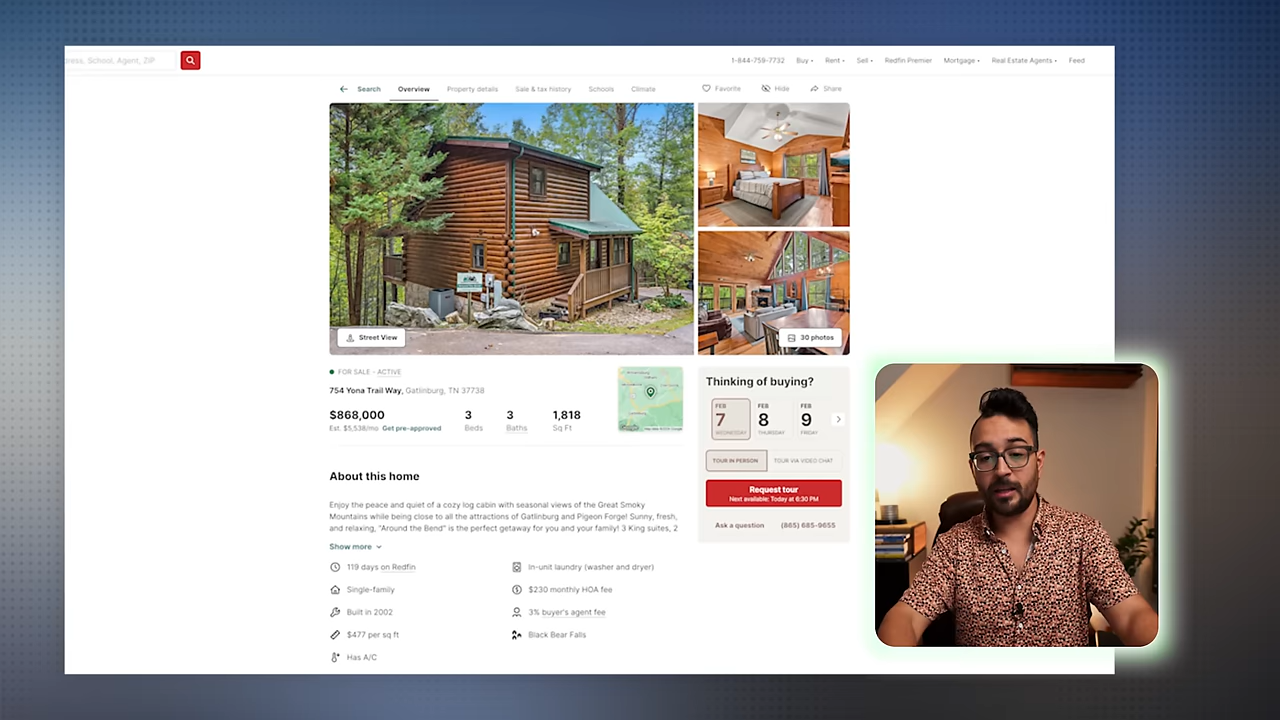 ress, School, Agent, ZIP
1-844-759-7732 Buy Rent Sell Redfin Premier Mortgage Real Estate Agents Feed
Search Overview Property details Sale & tax history Schools Climate Favorite Hide Share
Street View
30 photos
FOR SALE - ACTIVE
754 Yona Trail Way, Gatlinburg, TN 37738
$868,000
Est. $5,538/mo Get pre-approved
3
Beds
3
Baths
1,818
Sq Ft
Thinking of buying?
FEB
7
WEDNESDAY
FEB
8
THURSDAY
FEB
9
FRIDAY
TOUR IN PERSON
TOUR VIA VIDEO CHAT
Request tour
Next available: Today at 6:30 PM
Ask a question (865) 685-9655
About this home
Enjoy the peace and quiet of a cozy log cabin with seasonal views of the Great Smoky
Mountains while being close to all the attractions of Gatlinburg and Pigeon Forge! Sunny, fresh,
and relaxing, "Around the Bend" is the perfect getaway for you and your family! 3 King suites, 2
Show more
119 days on Redfin
In-unit laundry (washer and dryer)
Single-family
$230 monthly HOA fee
Built in 2002
3% buyer's agent fee
$477 per sq ft
Black Bear Falls
Has A/C